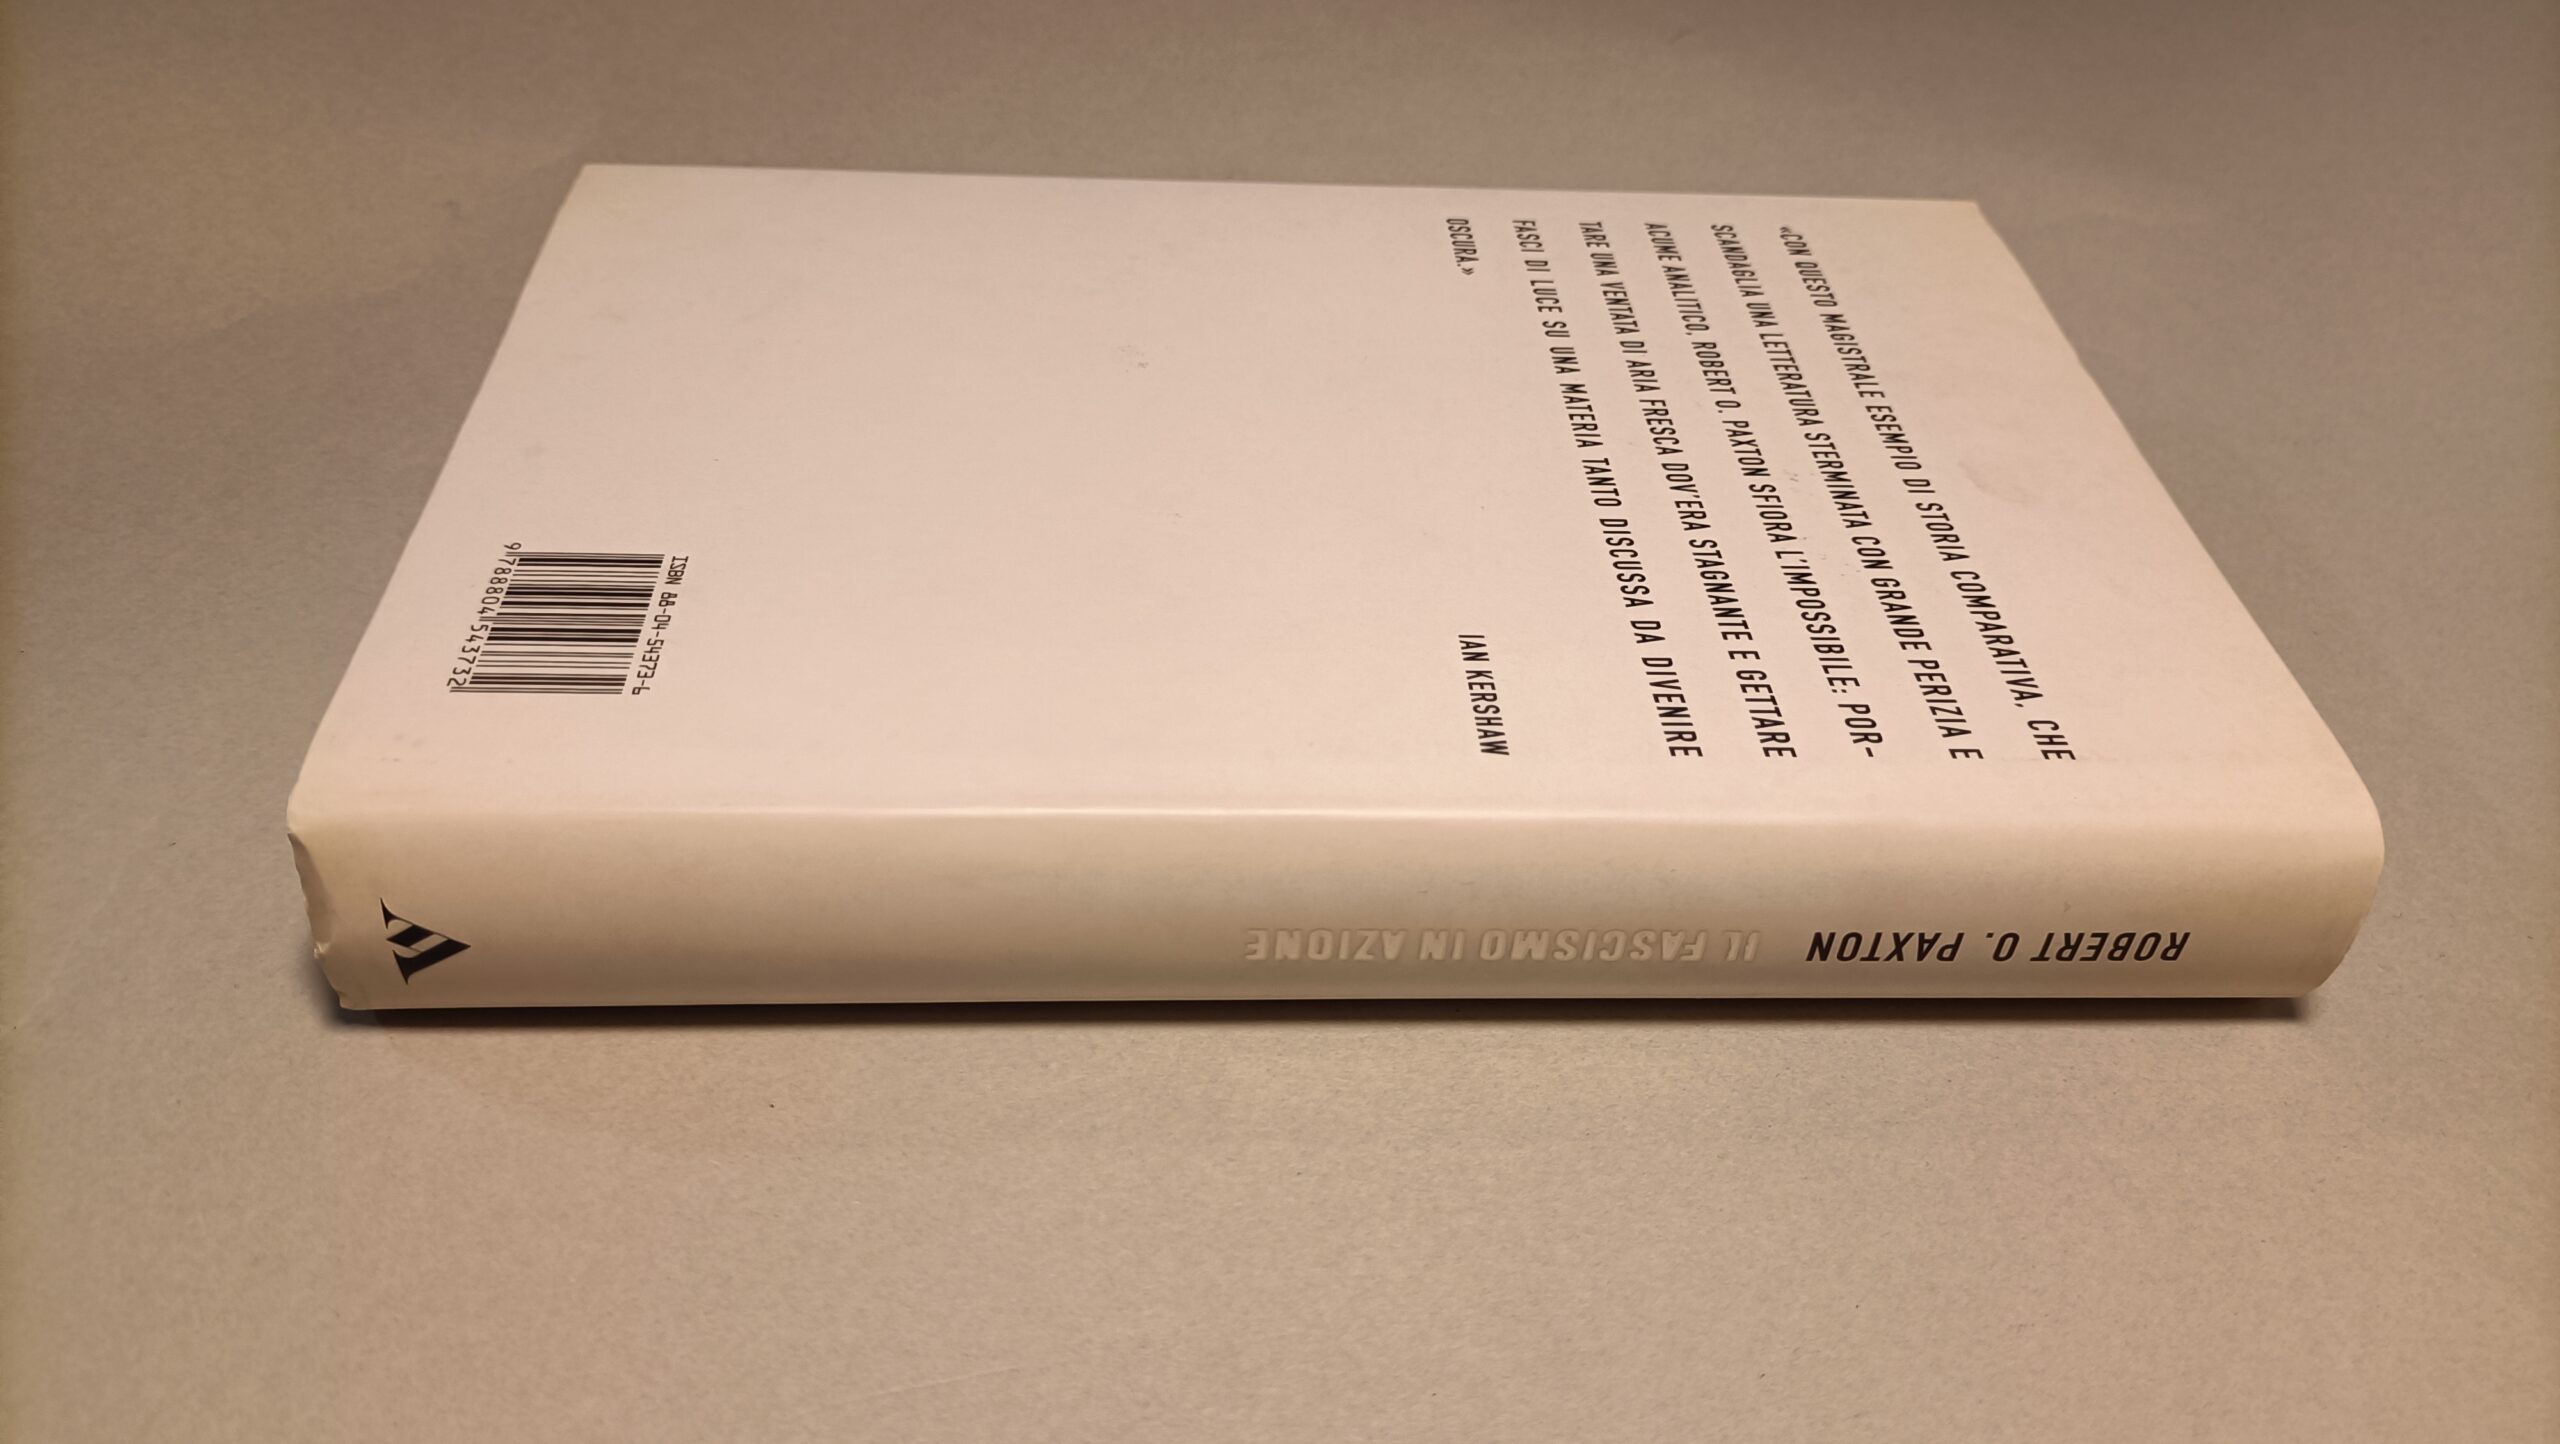 «CON QUESTO MAGISTRALE ESEMPIO DI STORIA COMPARATIVA, CHE
SCANDAGLIA UNA LETTERATURA STERMINATA CON GRANDE PERIZIA E
ACUME ANALITICO, ROBERT O. PAXTON SFIORA L'IMPOSSIBILE: POR-
TARE UNA VENTATA DI ARIA FRESCA DOV'ERA STAGNANTE E GETTARE
FASCI DI LUCE SU UNA MATERIA TANTO DISCUSSA DA DIVENIRE
OSCURA.»
IAN KERSHAW
ISBN 88-04-54373-6
9 788804 543732
ROBERT O. PAXTON IL FASCISMO IN AZIONE